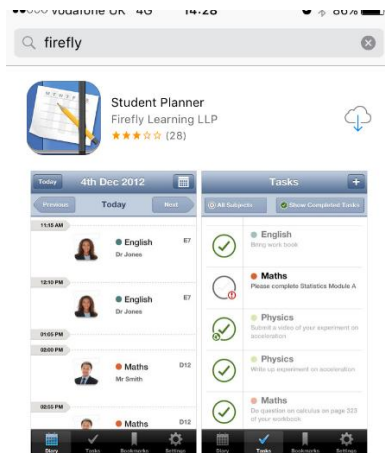 vodafone UK 4G 14:28 86%
firefly
Student Planner
Firefly Learning LLP
(28)
Today 4th Dec 2012
Previous Today Next
11:15 AM
English E7
Dr Jones
12:10 PM
English E7
Dr Jones
01:05 PM
02:00 PM
Maths D12
Mr Smith
02:55 PM
Maths D12
Diary Tasks Bookmarks Settings
Tasks +
All Subjects Show Completed Tasks
English
Bring work book
Maths
Please complete Statistics Module A
Physics
Submit a video of your experiment on
acceleration
Physics
Write up experiment on acceleration
Maths
Do question on calculus on page 323
of your workbook.
Diary Tasks Bookmarks Settings